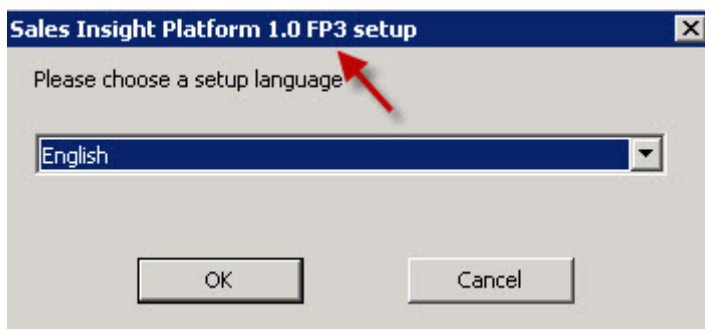 Sales Insight Platform 1.0 FP3 setup
Please choose a setup language
English
OK
Cancel